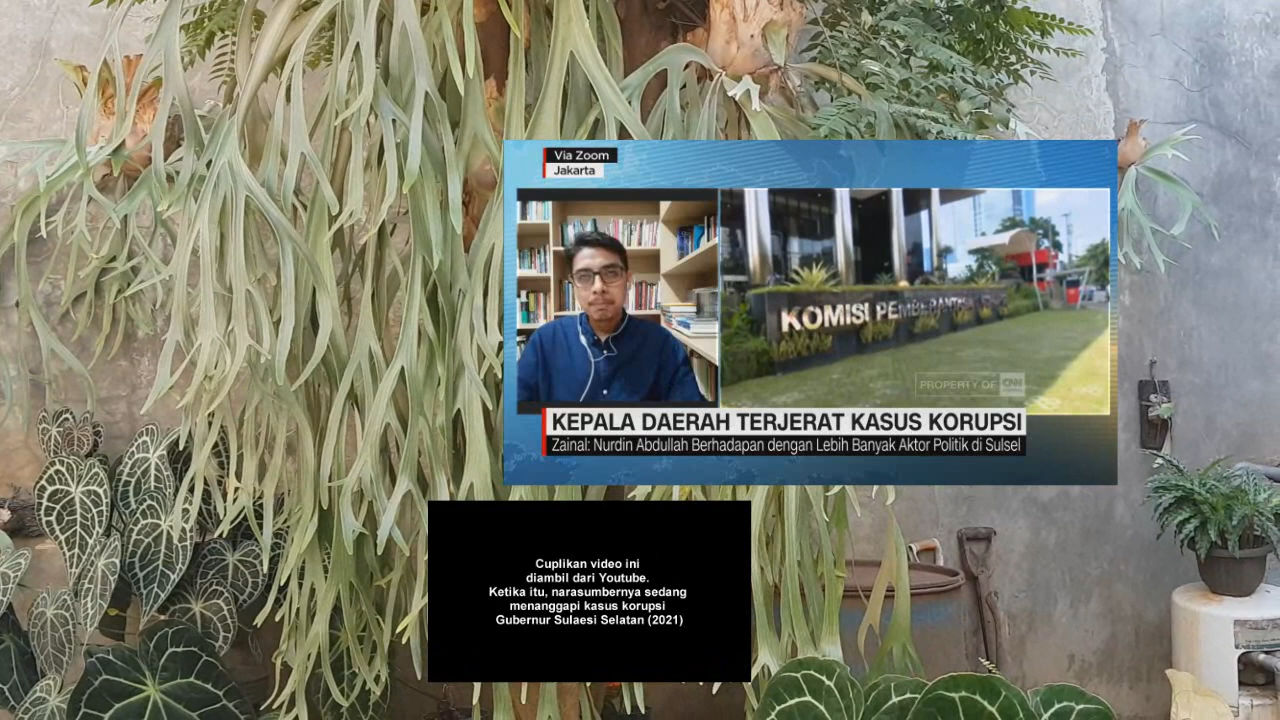 Via Zoom
Jakarta
KOMISI PEMBERANTA
PROPERTY OF CNN
KEPALA DAERAH TERJERAT KASUS KORUPSI
Zainal: Nurdin Abdullah Berhadapan dengan Lebih Banyak Aktor Politik di Sulsel
Cuplikan video ini
diambil dari Youtube.
Ketika itu, narasumbernya sedang
menanggapi kasus korupsi
Gubernur Sulaesi Selatan (2021)